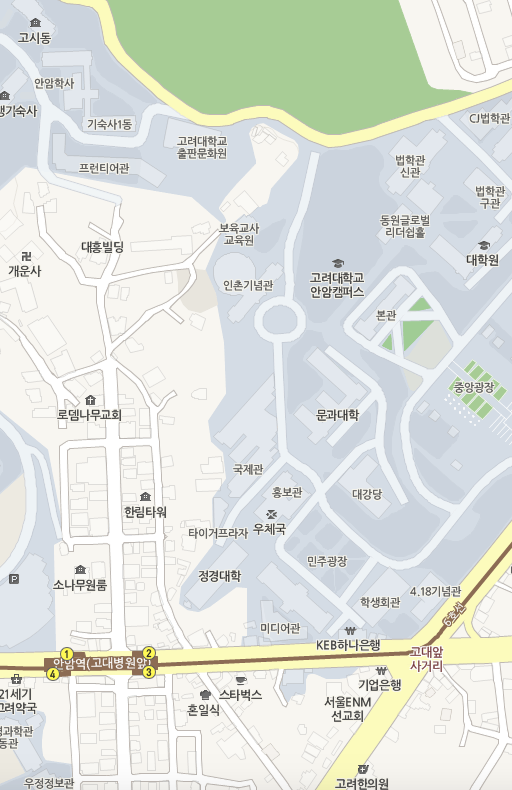 고시동
안암학사
기숙사1동
CJ법학관
고려대학교
출판문화원
프런티어관
법학관
신관
법학관
구관
동원글로벌
리더쉽홀
보육교사
교육원
대흥빌딩
개운사
대학원
고려대학교
안암캠퍼스
인촌기념관
본관
중앙광장
로뎀나무교회
문과대학
국제관
홍보관
대강당
한림타워
타이거프라자
우체국
민주광장
정경대학
소나무원룸
P
4.18기념관
학생회관
미디어관
6호선
KEB하나은행
고대앞
사거리
1
2
안암역(고대병원앞)
4
3
기업은행
21세기
고려약국
스타벅스
혼일식
서울ENM
선교회
우정정보관
고려한의원